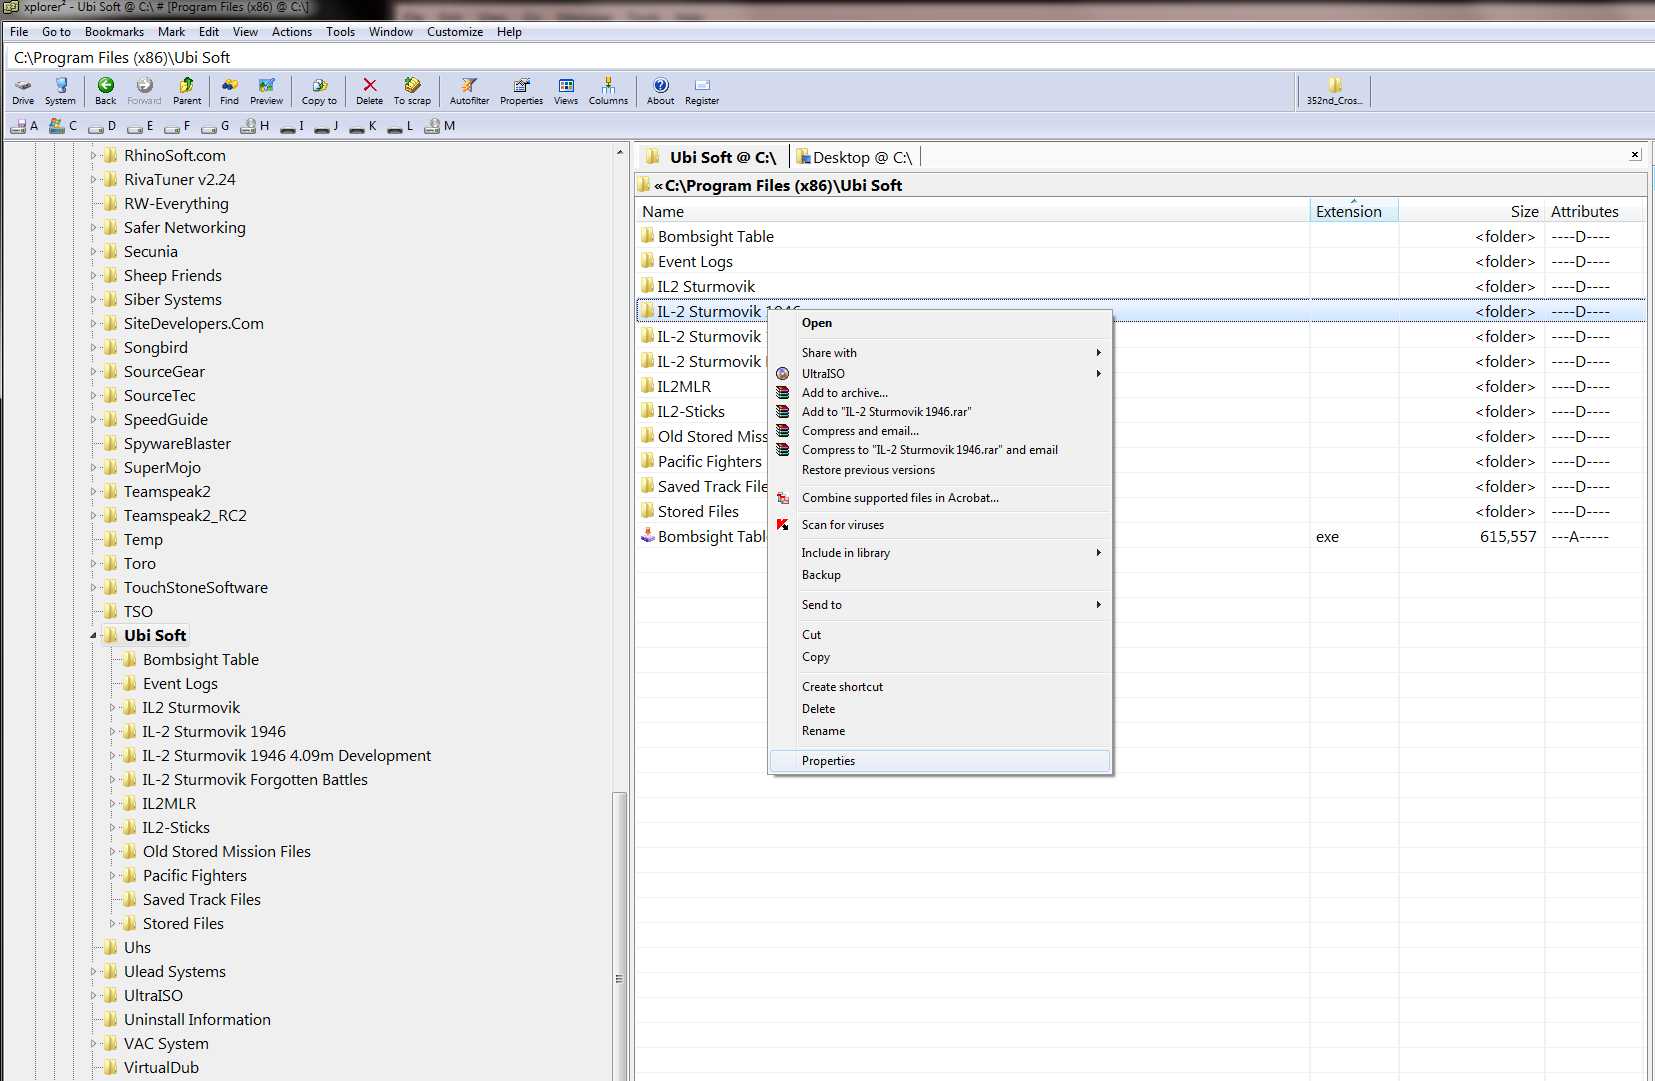 xplorer² - Ubi Soft @ C:\ # [Program Files (x86) @ C:\]
File Go to Bookmarks Mark Edit View Actions Tools Window Customize Help
C:\Program Files (x86)\Ubi Soft
Drive System Back Forward Parent Find Preview Copy to Delete To scrap Autofilter Properties Views Columns About Register 352nd_Cros...
A C D E F G H I J K L M
RhinoSoft.com
RivaTuner v2.24
RW-Everything
Safer Networking
Secunia
Sheep Friends
Siber Systems
SiteDevelopers.Com
Songbird
SourceGear
SourceTec
SpeedGuide
SpywareBlaster
SuperMojo
Teamspeak2
Teamspeak2_RC2
Temp
Toro
TouchStoneSoftware
TSO
Ubi Soft
Bombsight Table
Event Logs
IL2 Sturmovik
IL-2 Sturmovik 1946
IL-2 Sturmovik 1946 4.09m Development
IL-2 Sturmovik Forgotten Battles
IL2MLR
IL2-Sticks
Old Stored Mission Files
Pacific Fighters
Saved Track Files
Stored Files
Uhs
Ulead Systems
UltraISO
Uninstall Information
VAC System
VirtualDub
Ubi Soft @ C:\ Desktop @ C:\
«C:\Program Files (x86)\Ubi Soft
Name Extension Size Attributes
Bombsight Table <folder> ----D----
Event Logs <folder> ----D----
IL2 Sturmovik <folder> ----D----
IL-2 Sturmovik 1946 <folder> ----D----
IL-2 Sturmovik <folder> ----D----
IL-2 Sturmovik <folder> ----D----
IL2MLR <folder> ----D----
IL2-Sticks <folder> ----D----
Old Stored Miss <folder> ----D----
Pacific Fighters <folder> ----D----
Saved Track File <folder> ----D----
Stored Files <folder> ----D----
Bombsight Tabl exe 615,557 ---A-----
Open
Share with
UltraISO
Add to archive...
Add to "IL-2 Sturmovik 1946.rar"
Compress and email...
Compress to "IL-2 Sturmovik 1946.rar" and email
Restore previous versions
Combine supported files in Acrobat...
Scan for viruses
Include in library
Backup
Send to
Cut
Copy
Create shortcut
Delete
Rename
Properties